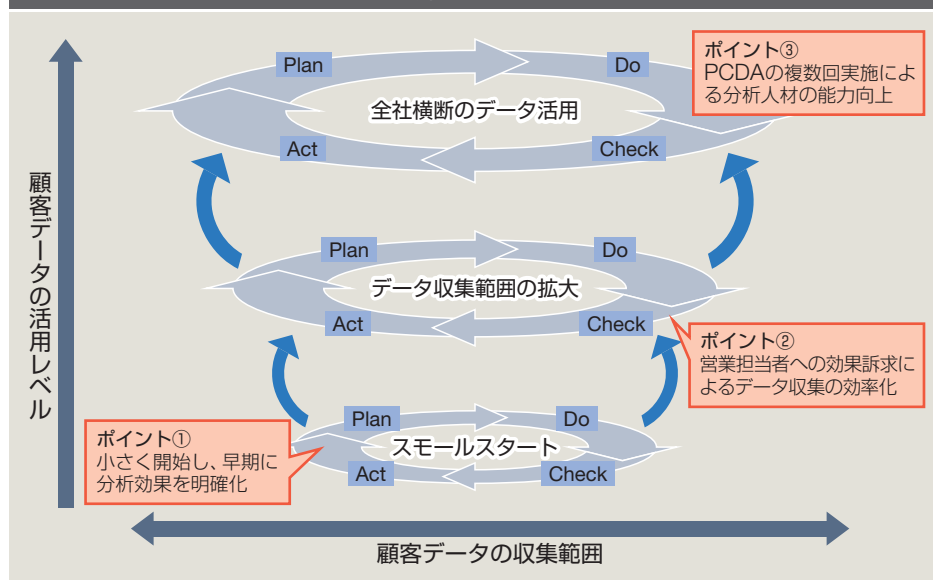 Plan
Do
ポイント③
PCDAの複数回実施によ
る分析人材の能力向上
全社横断のデータ活用
Act
Check
顧客データの活用レベル
Plan
Do
データ収集範囲の拡大
Act
Check
ポイント②
営業担当者への効果訴求に
よるデータ収集の効率化
Plan
Do
ポイント①
小さく開始し、早期に
分析効果を明確化
スモールスタート
Act
Check
顧客データの収集範囲